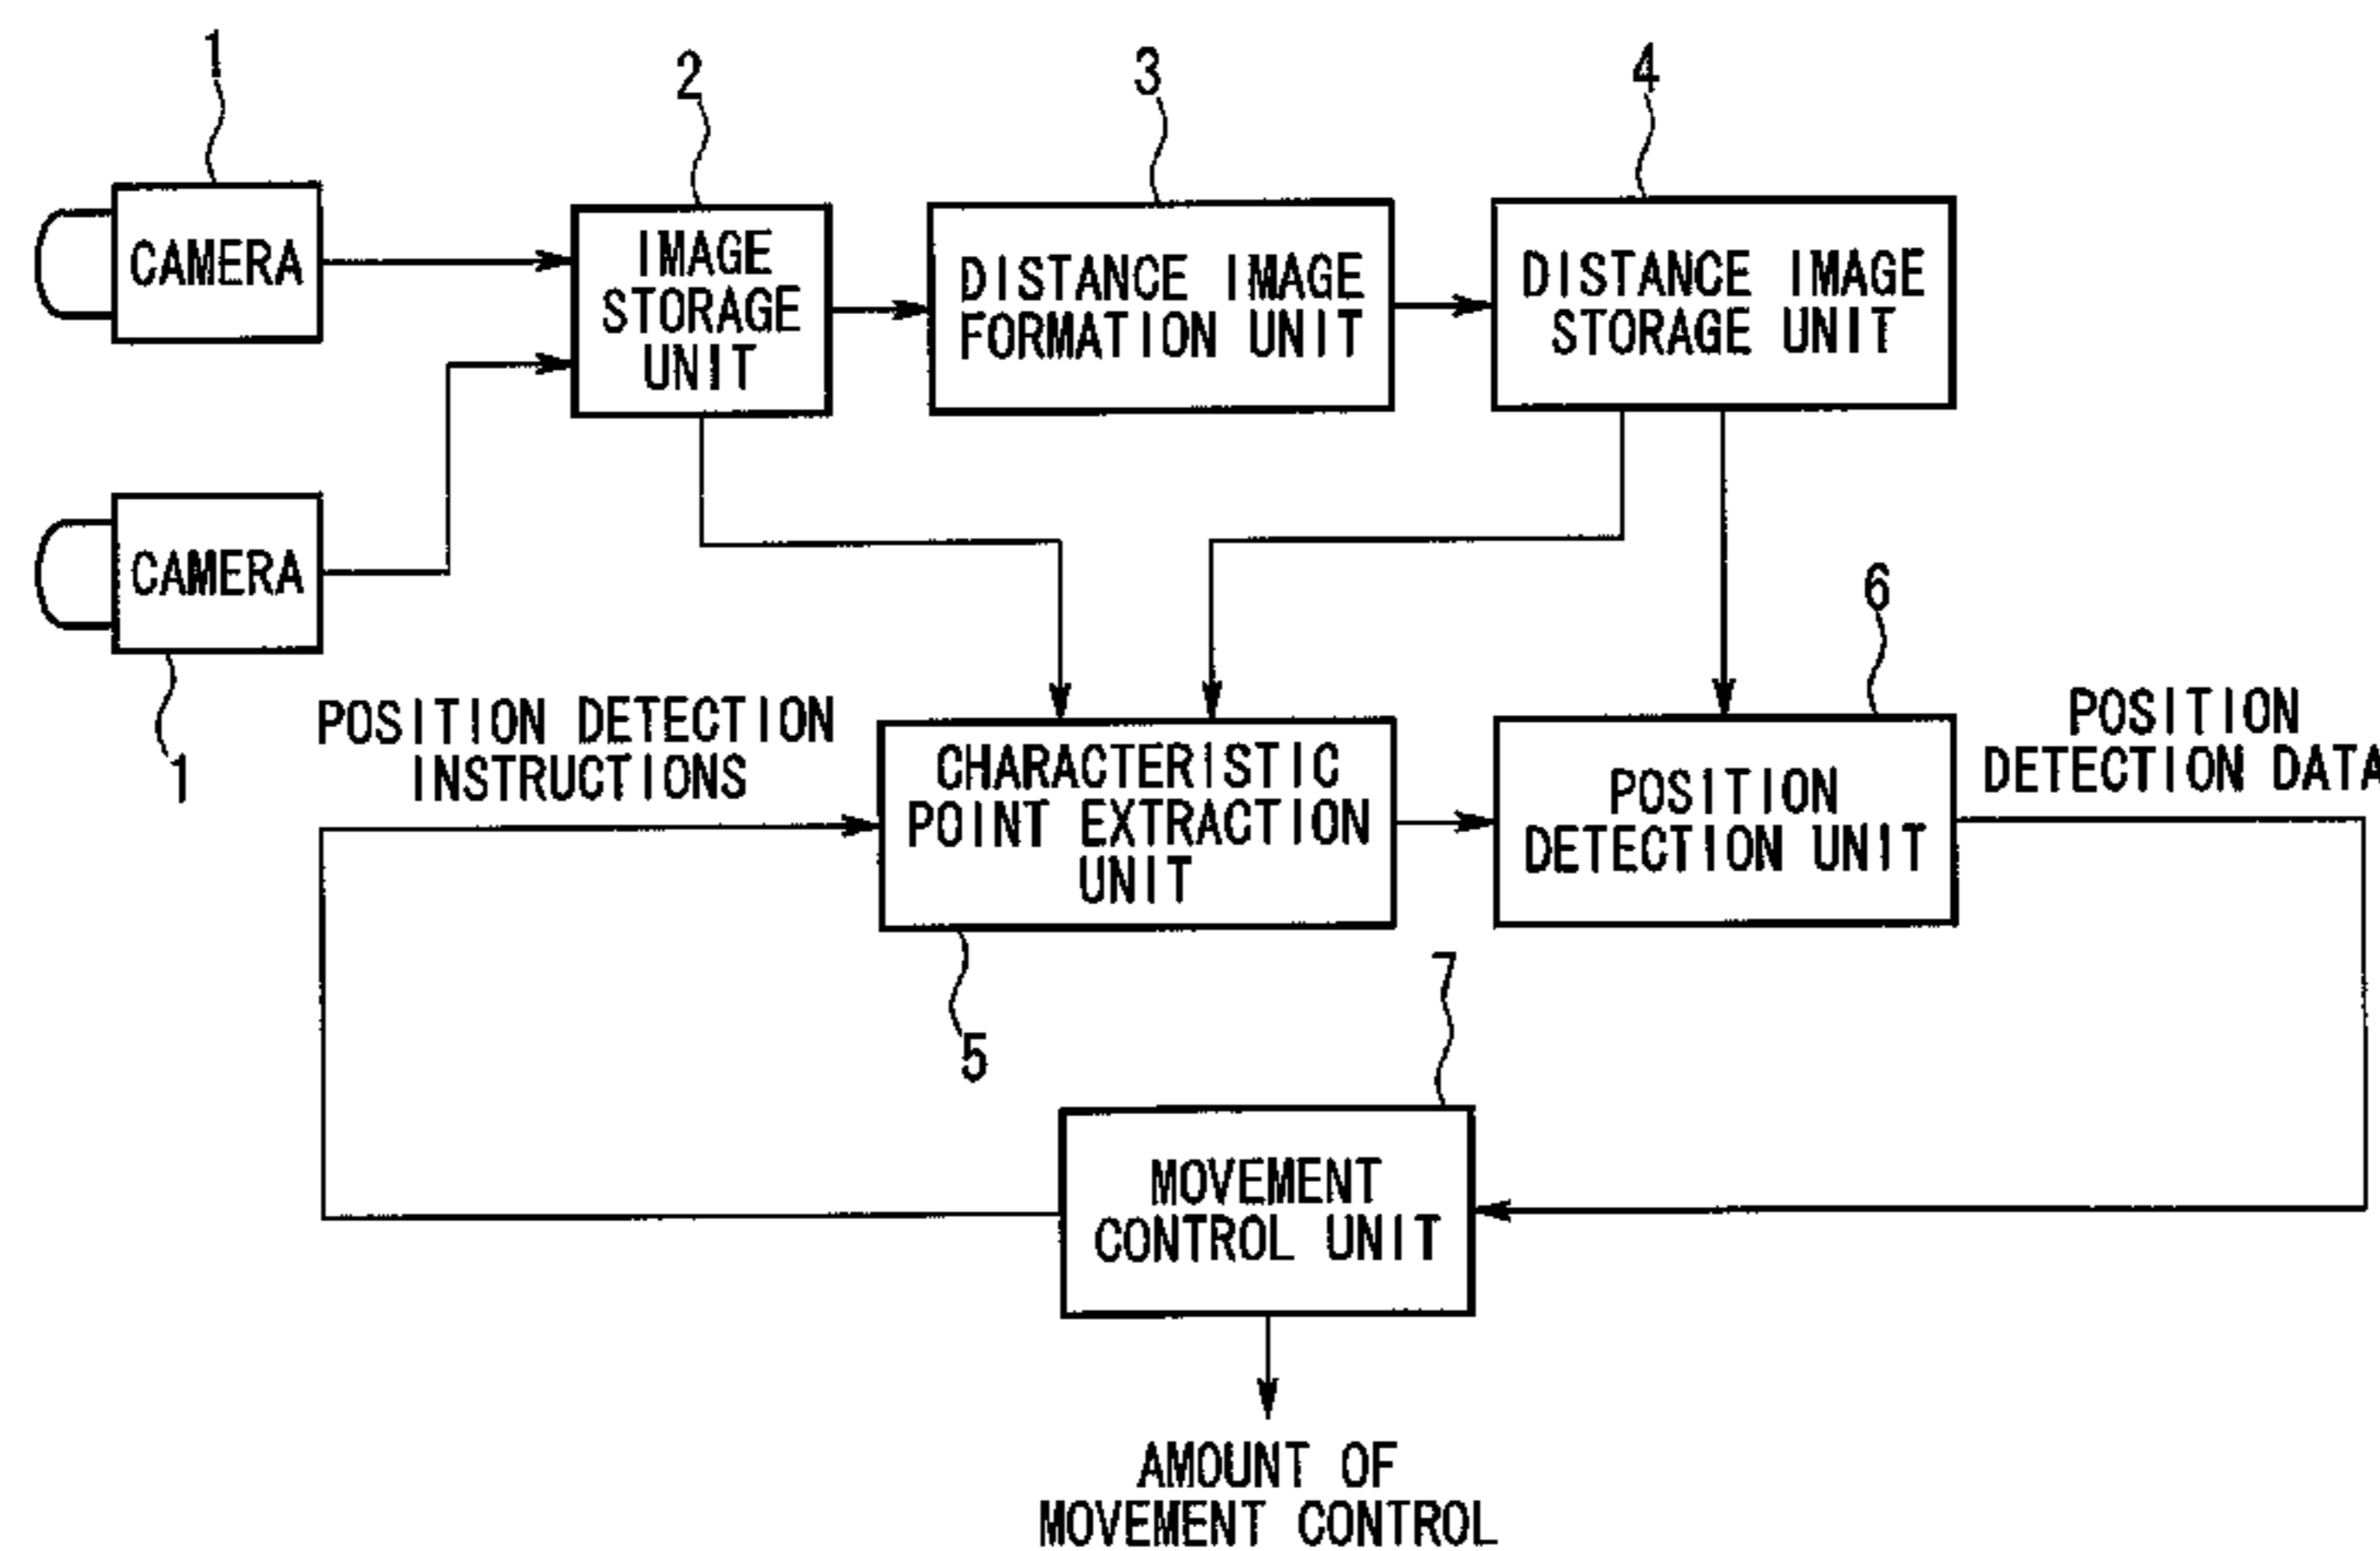 1
2
3
4
CAMERA
IMAGE
STORAGE
UNIT
DISTANCE IMAGE
FORMATION UNIT
DISTANCE IMAGE
STORAGE UNIT
CAMERA
1
6
POSITION DETECTION
INSTRUCTIONS
CHARACTERISTIC
POINT EXTRACTION
UNIT
POSITION
DETECTION UNIT
POSITION
DETECTION DATA
5
7
MOVEMENT
CONTROL UNIT
AMOUNT OF
MOVEMENT CONTROL